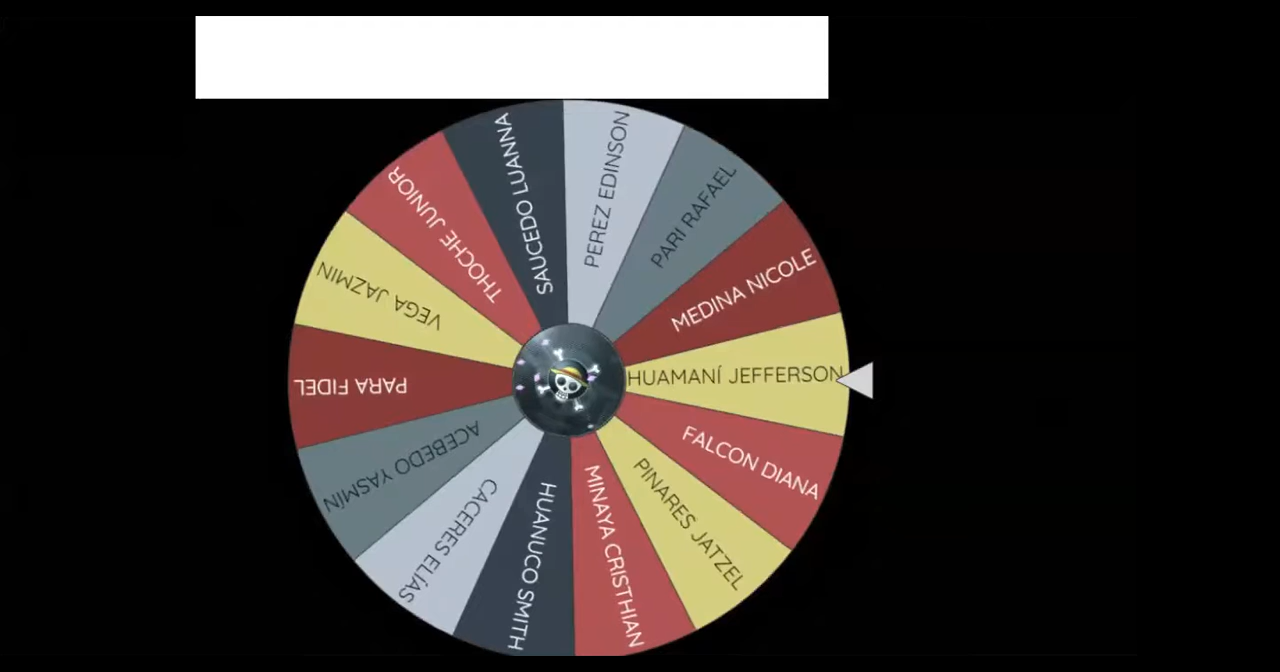 PEREZ EDINSON
PARI RAFAEL
MEDINA NICOLE
HUAMANÍ JEFFERSON
FALCON DIANA
PINARES JATZEL
MINAYA CRISTHIAN
HUANUCO SMITH
CACERES ELÍAS
ACEBEDO YASMÍN
PARA FIDEL
VEGA JAZMIN
THOCHE JUNIOR
SAUCEDO LUANNA